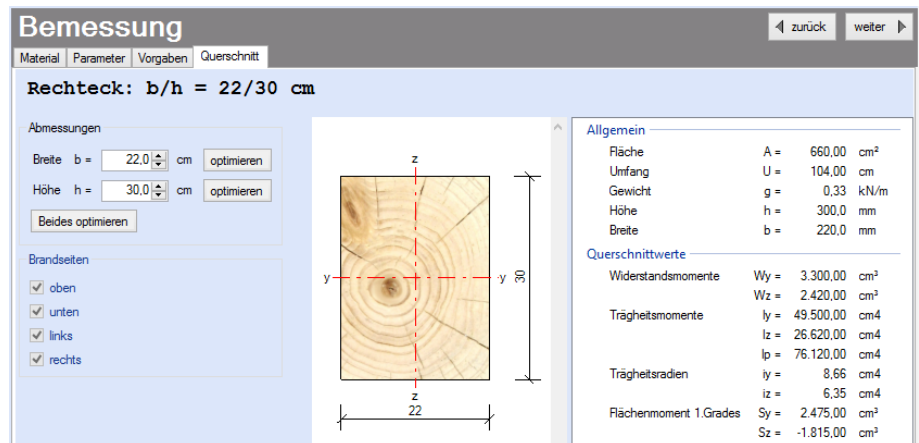 Bemessung
zurück weiter
Material Parameter Vorgaben Querschnitt
Rechteck: b/h = 22/30 cm
Abmessungen
Breite b = 22,0 cm optimieren
Höhe h = 30,0 cm optimieren
Beides optimieren
Brandseiten
oben
unten
links
rechts
z
y y
30
z
22
Allgemein
Fläche A = 660,00 cm²
Umfang U = 104,00 cm
Gewicht g = 0,33 kN/m
Höhe h = 300,0 mm
Breite b = 220,0 mm
Querschnittwerte
Widerstandsmomente Wy = 3.300,00 cm³
Wz = 2.420,00 cm³
Trägheitsmomente Iy = 49.500,00 cm4
Iz = 26.620,00 cm4
Ip = 76.120,00 cm4
Trägheitsradien iy = 8,66 cm4
iz = 6,35 cm4
Flächenmoment 1.Grades Sy = 2.475,00 cm³
Sz = -1.815,00 cm³